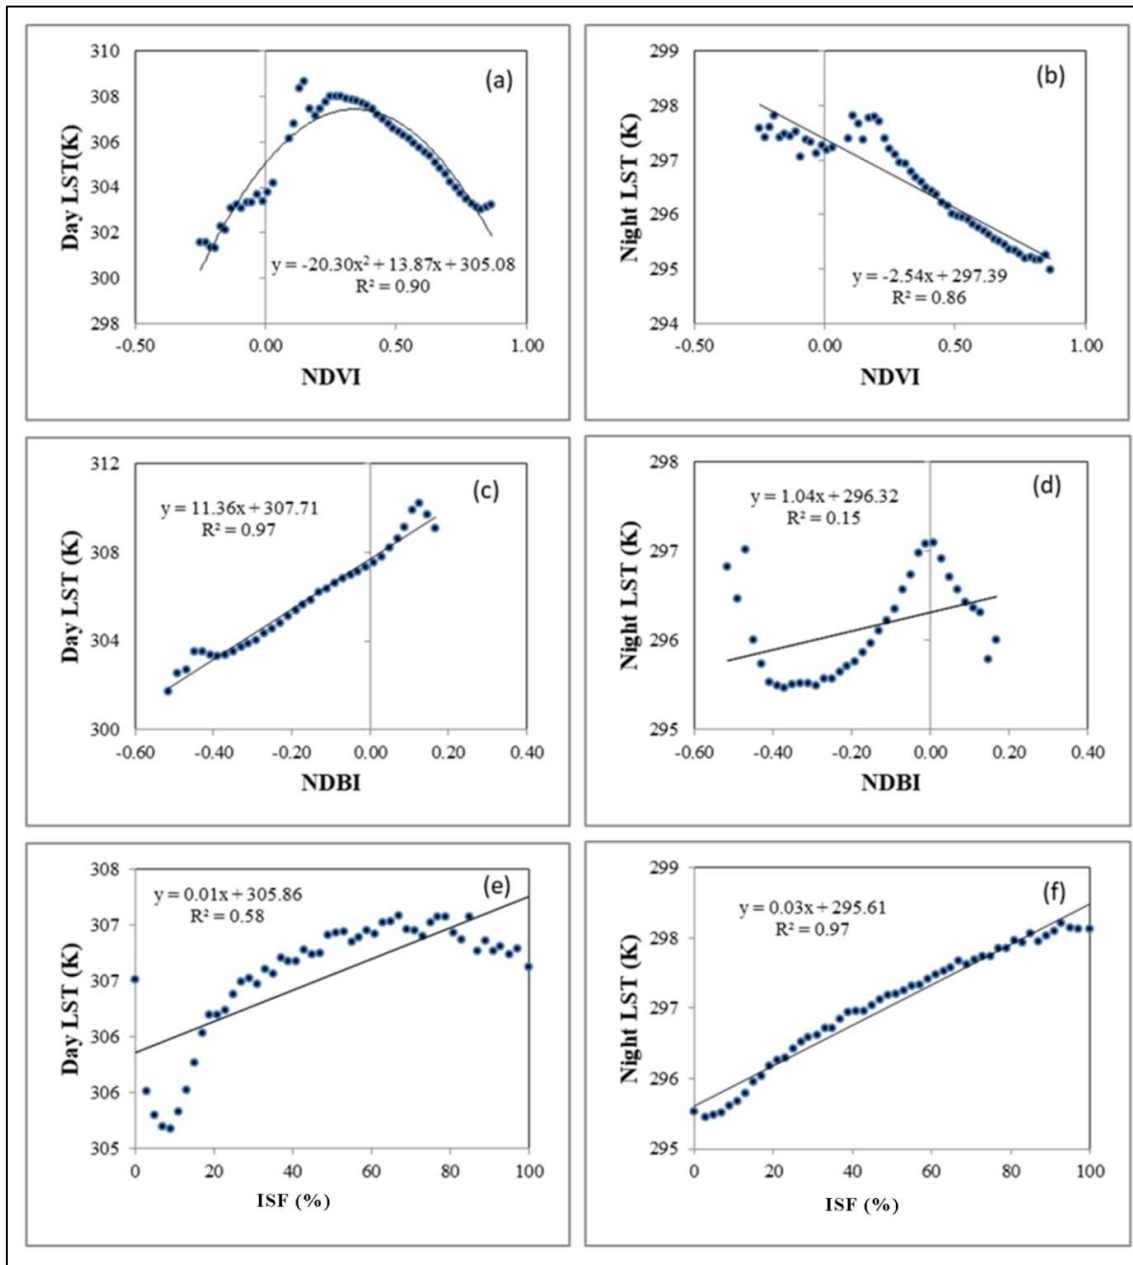 (a)
Day LST(K)
310
308
306
304
302
300
298
y = -20.30x² + 13.87x + 305.08
R² = 0.90
-0.50 0.00 0.50 1.00
NDVI
(b)
Night LST (K)
299
298
297
296
295
294
y = -2.54x + 297.39
R² = 0.86
-0.50 0.00 0.50 1.00
NDVI
(c)
Day LST (K)
312
308
304
300
y = 11.36x + 307.71
R² = 0.97
-0.60 -0.40 -0.20 0.00 0.20 0.40
NDBI
(d)
Night LST (K)
298
297
296
295
y = 1.04x + 296.32
R² = 0.15
-0.60 -0.40 -0.20 0.00 0.20 0.40
NDBI
(e)
Day LST (K)
308
307
307
306
306
305
y = 0.01x + 305.86
R² = 0.58
0 20 40 60 80 100
ISF (%)
(f)
Night LST (K)
299
298
297
296
295
y = 0.03x + 295.61
R² = 0.97
0 20 40 60 80 100
ISF (%)